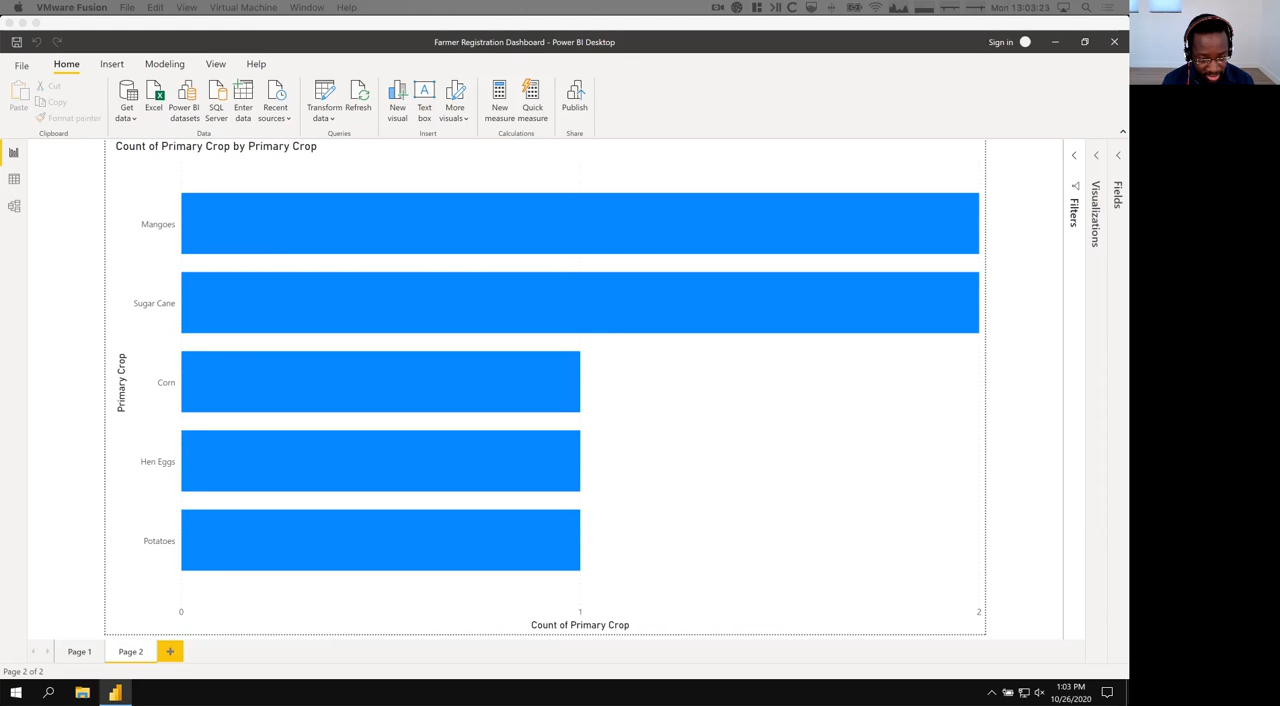 VMware Fusion File Edit View Virtual Machine Window Help Mon 13:03:23
Farmer Registration Dashboard - Power BI Desktop Sign in
File Home Insert Modeling View Help
Paste Cut Copy Format painter
Clipboard
Get data Excel Power BI datasets SQL Server Enter data Recent sources
Data
Transform data Refresh
Queries
New visual Text box More visuals
Insert
New measure Quick measure
Calculations
Publish
Share
Count of Primary Crop by Primary Crop
Mangoes
Sugar Cane
Corn
Hen Eggs
Potatoes
Primary Crop
0 1 2
Count of Primary Crop
Filters
Visualizations
Fields
Page 1 Page 2
Page 2 of 2
1:03 PM
10/26/2020